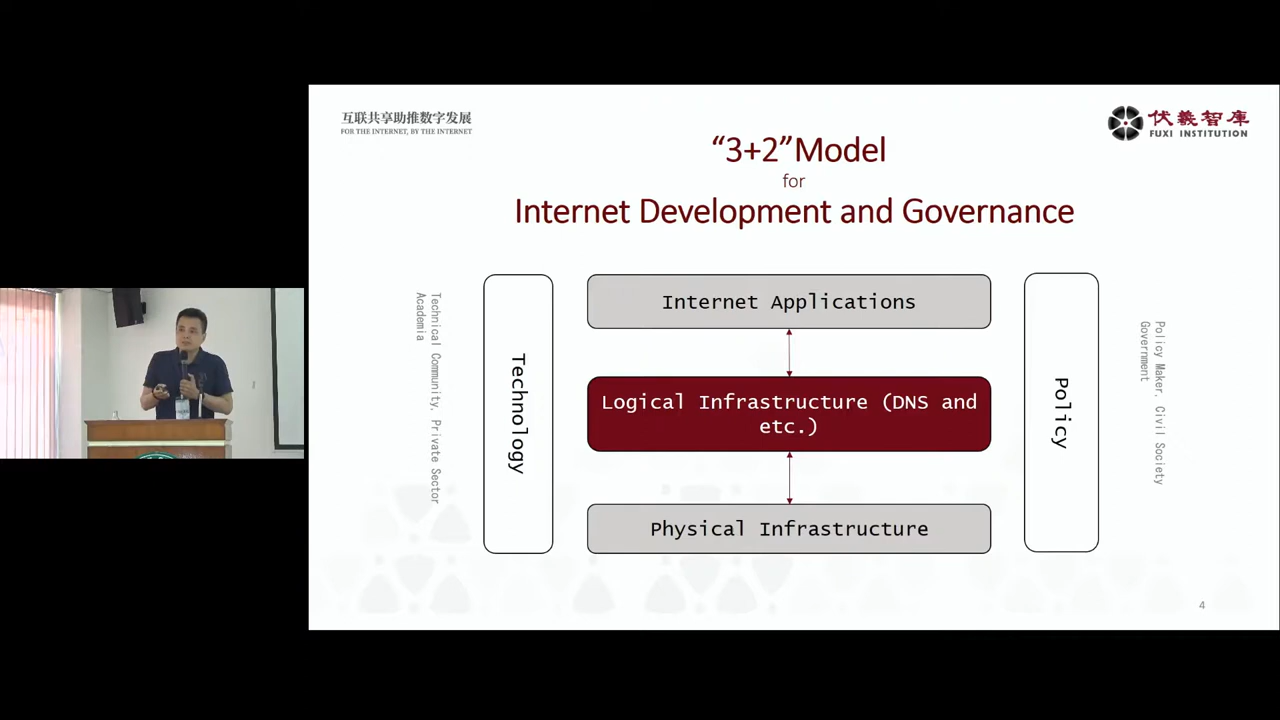 互联共享助推数字发展
FOR THE INTERNET, BY THE INTERNET
伏羲智庫
FUXI INSTITUTION
“3+2”Model
for
Internet Development and Governance
Technical Community, Private Sector
Academia
Technology
Internet Applications
Logical Infrastructure (DNS and
etc.)
Physical Infrastructure
Policy
Policy Maker, Civil Society
Government
4